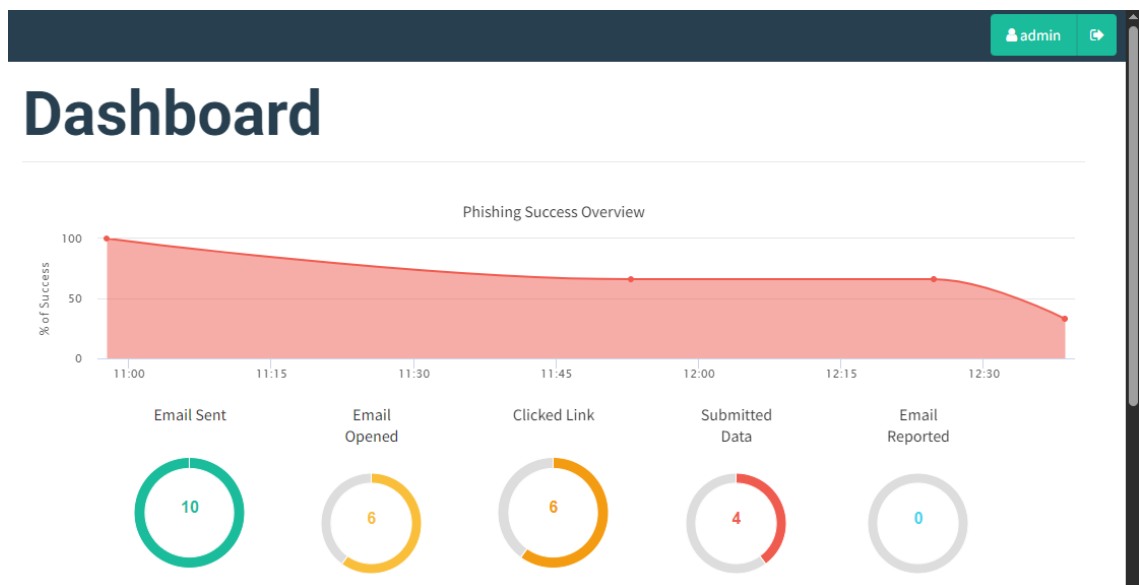 admin
Dashboard
Phishing Success Overview
% of Success
100
50
0
11:00 11:15 11:30 11:45 12:00 12:15 12:30
Email Sent
Email
Opened
Clicked Link
Submitted
Data
Email
Reported
10
6
6
4
0